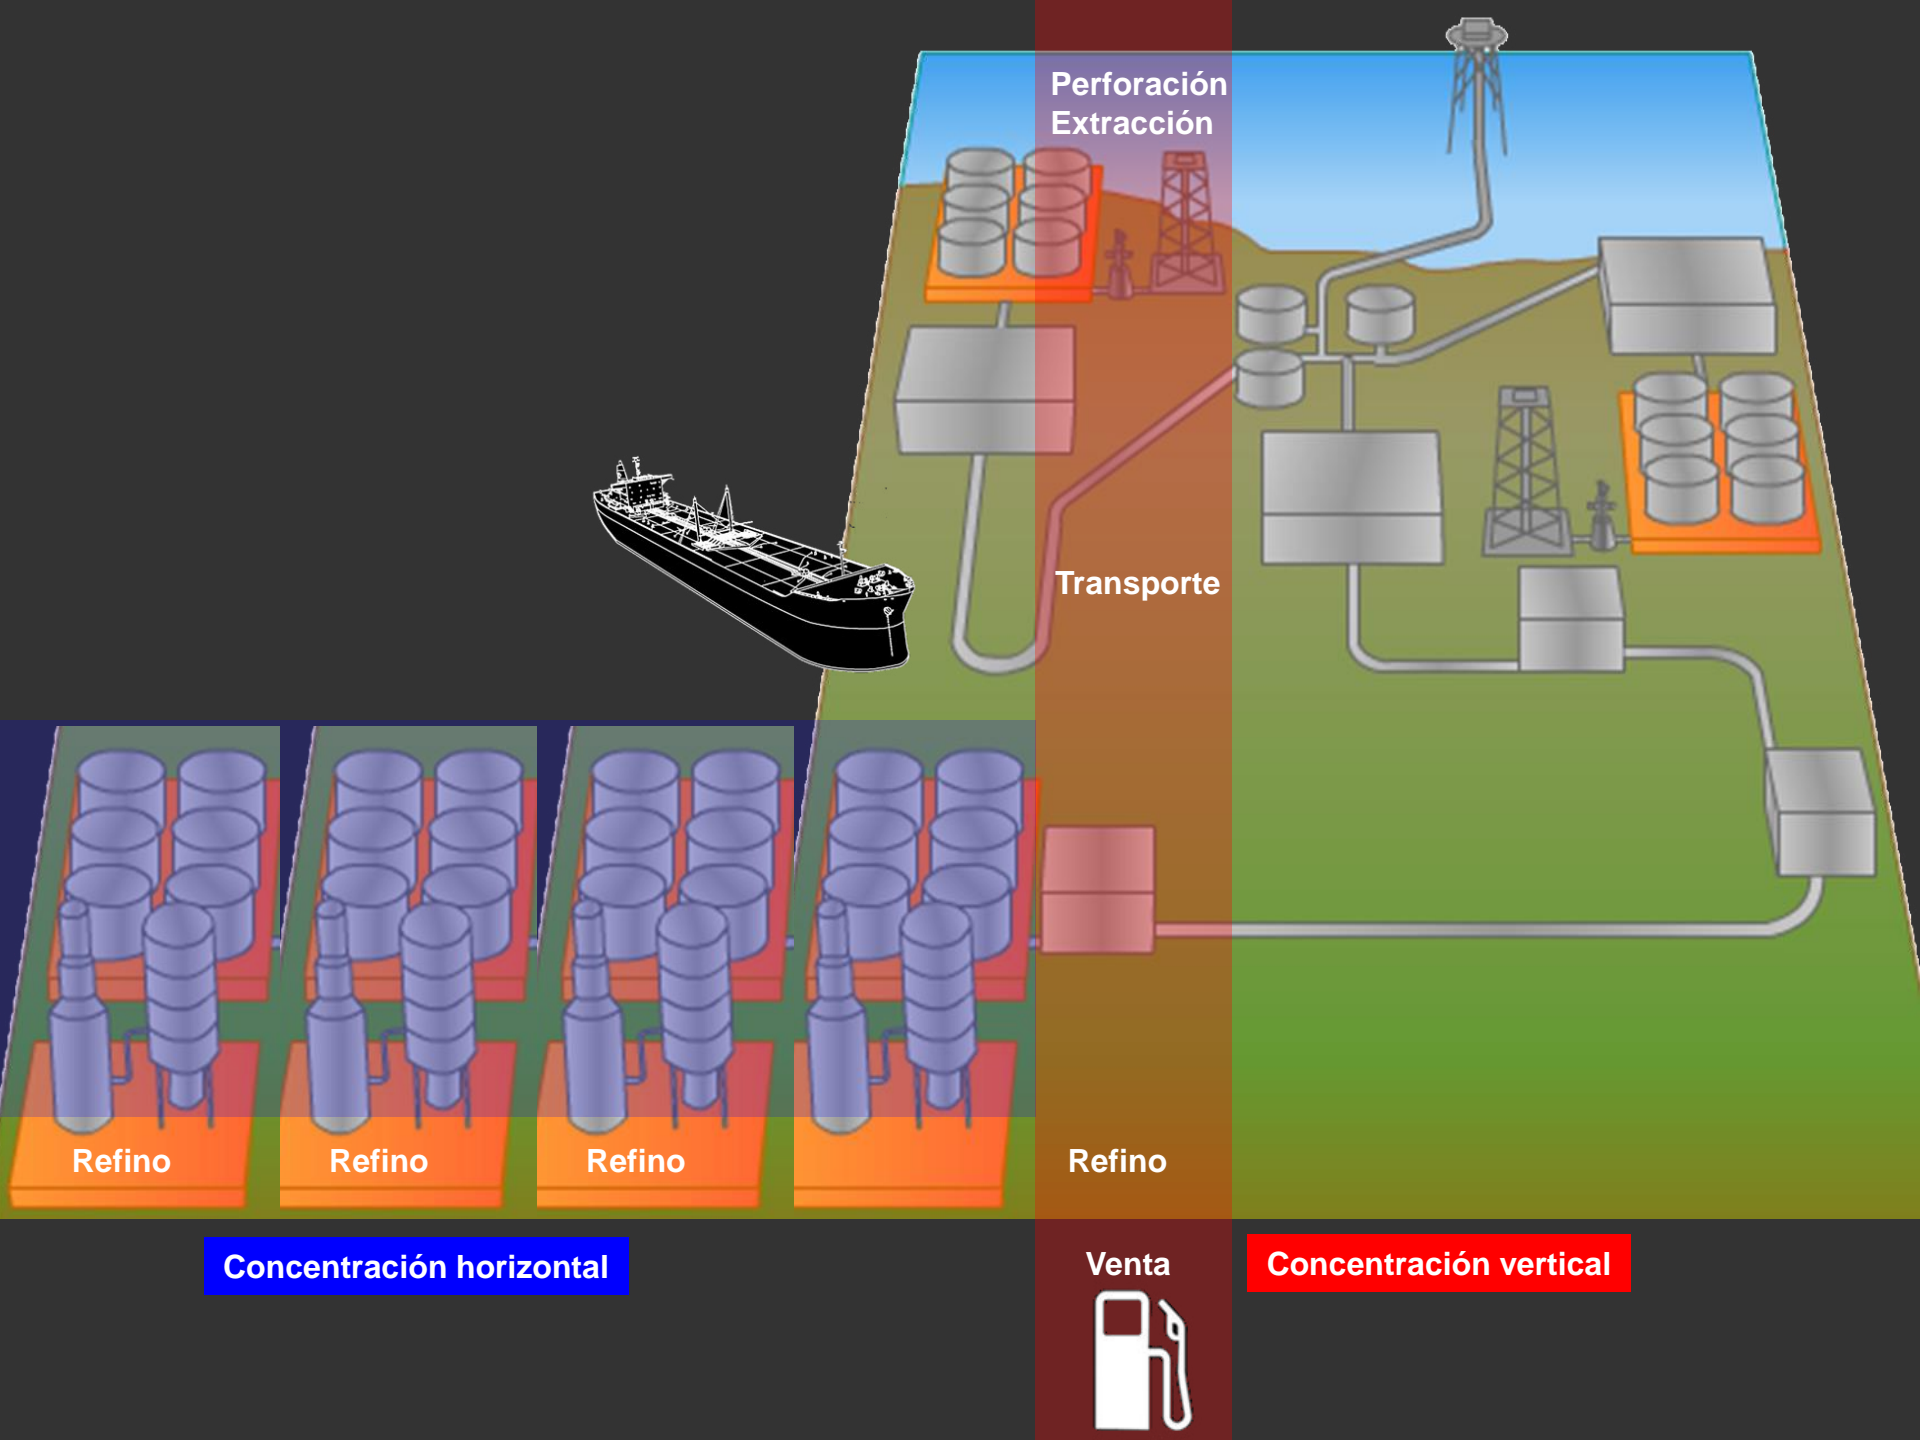 Perforación
Extracción
Transporte
Refino
Refino
Refino
Refino
Concentración horizontal
Venta
Concentración vertical